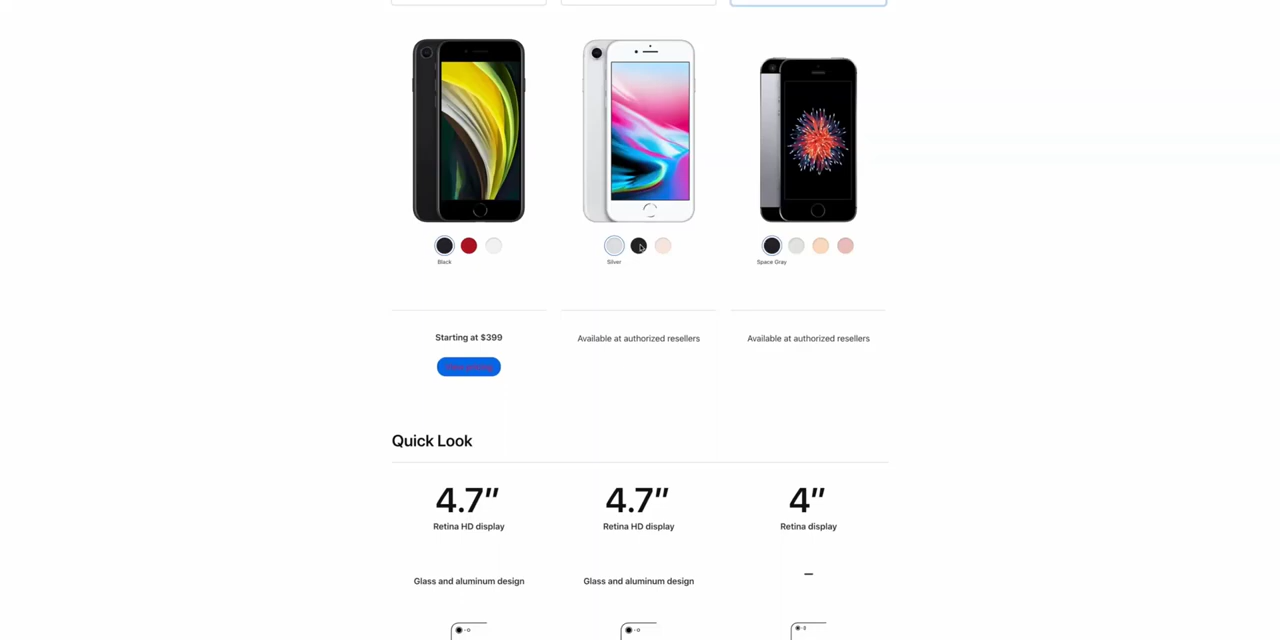 Black
Silver
Space Gray
Starting at $399
Available at authorized resellers
Available at authorized resellers
Quick Look
4.7″
4.7″
4″
Retina HD display
Retina HD display
Retina display
Glass and aluminum design
Glass and aluminum design
–